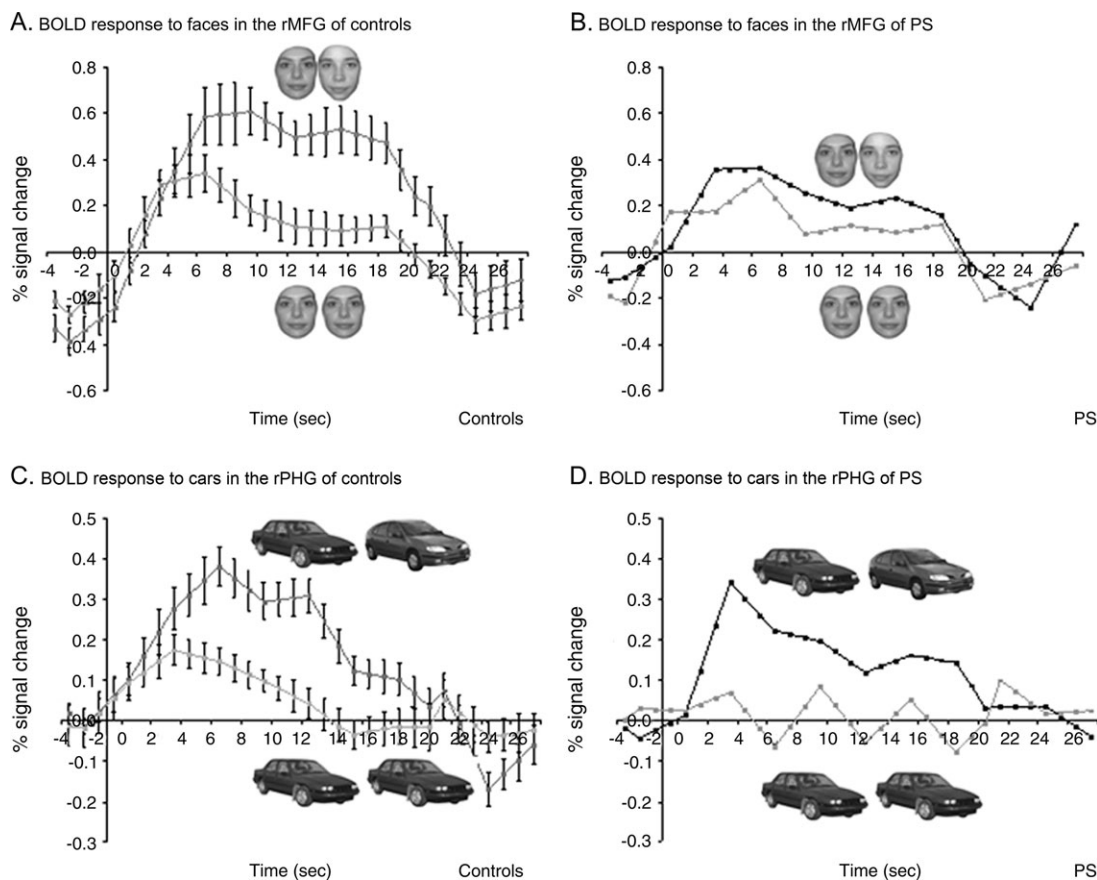 A. BOLD response to faces in the rMFG of controls
0.8
0.6
0.4
0.2
0.0
-0.2
-0.4
-0.6
% signal change
-4 -2 0 2 4 6 8 10 12 14 16 18 20 22 24 26
Time (sec)
Controls
B. BOLD response to faces in the rMFG of PS
0.8
0.6
0.4
0.2
0.0
-0.2
-0.4
-0.6
% signal change
-4 -2 0 2 4 6 8 10 12 14 16 18 20 22 24 26
Time (sec)
PS
C. BOLD response to cars in the rPHG of controls
0.5
0.4
0.3
0.2
0.1
0.0
-0.1
-0.2
-0.3
% signal change
-4 -2 0 2 4 6 8 10 12 14 16 18 20 22 24 26
Time (sec)
Controls
D. BOLD response to cars in the rPHG of PS
0.5
0.4
0.3
0.2
0.1
0.0
-0.1
-0.2
-0.3
% signal change
-4 -2 0 2 4 6 8 10 12 14 16 18 20 22 24 26
Time (sec)
PS